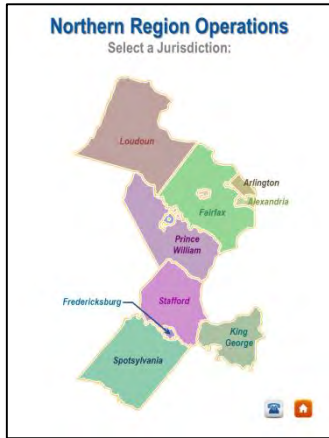 Northern Region Operations
Select a Jurisdiction:
Loudoun
Arlington
Alexandria
Fairfax
Prince
William
Fredericksburg
Stafford
King
George
Spotsylvania